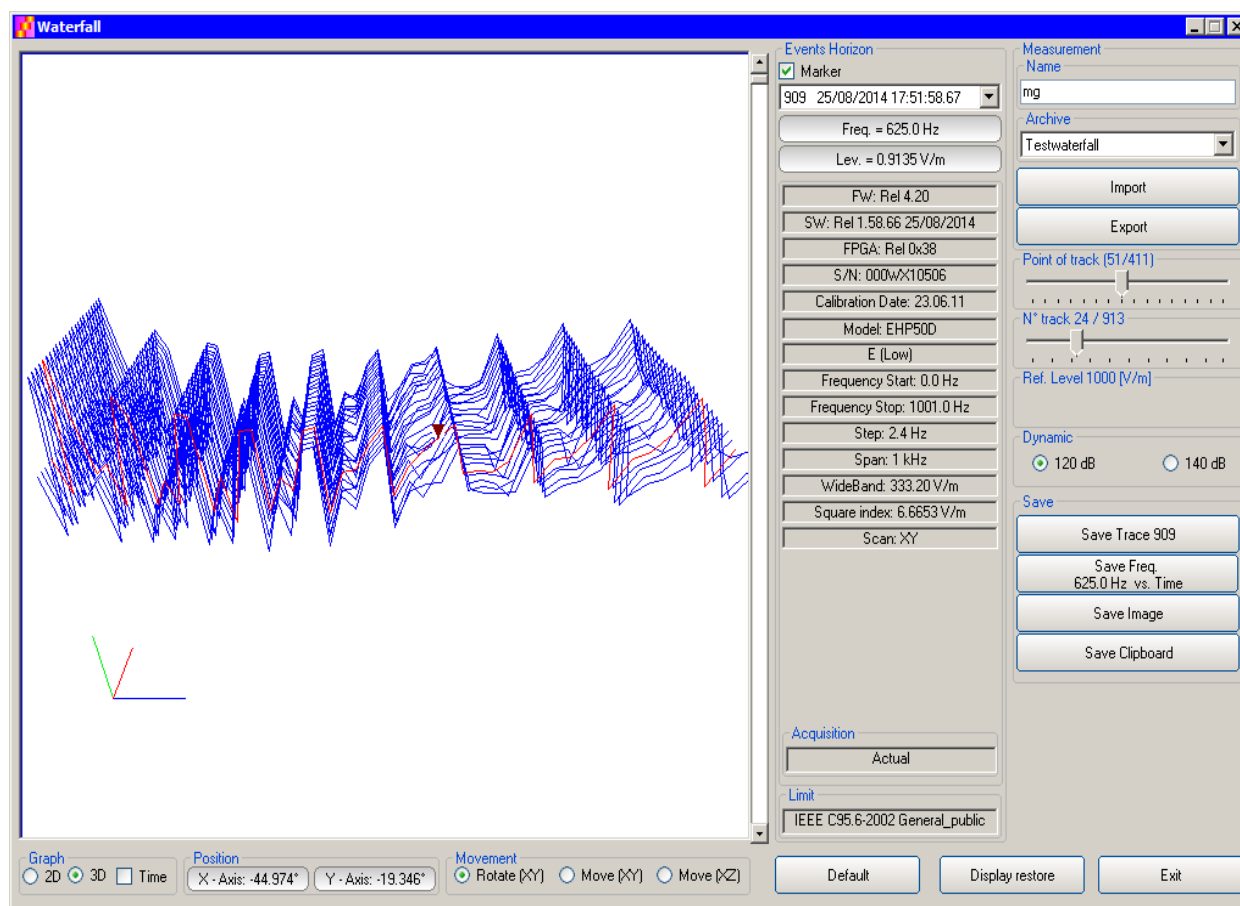 Waterfall
Events Horizon
Marker
909 25/08/2014 17:51:58.67
Freq. = 625.0 Hz
Lev. = 0.9135 V/m
FW: Rel 4.20
SW: Rel 1.58.66 25/08/2014
FPGA: Rel 0x38
S/N: 000WX10506
Calibration Date: 23.06.11
Model: EHP50D
E (Low)
Frequency Start: 0.0 Hz
Frequency Stop: 1001.0 Hz
Step: 2.4 Hz
Span: 1 kHz
WideBand: 333.20 V/m
Square index: 6.6653 V/m
Scan: XY
Acquisition
Actual
Limit
IEEE C95.6-2002 General_public
Measurement
Name
mg
Archive
Testwaterfall
Import
Export
Point of track (51/411)
N° track 24 / 913
Ref. Level 1000 [V/m]
Dynamic
120 dB 140 dB
Save
Save Trace 909
Save Freq.
625.0 Hz vs. Time
Save Image
Save Clipboard
Graph
2D 3D Time
Position
X - Axis: -44.974° Y - Axis: -19.346°
Movement
Rotate (XY) Move (XY) Move (XZ)
Default Display restore Exit